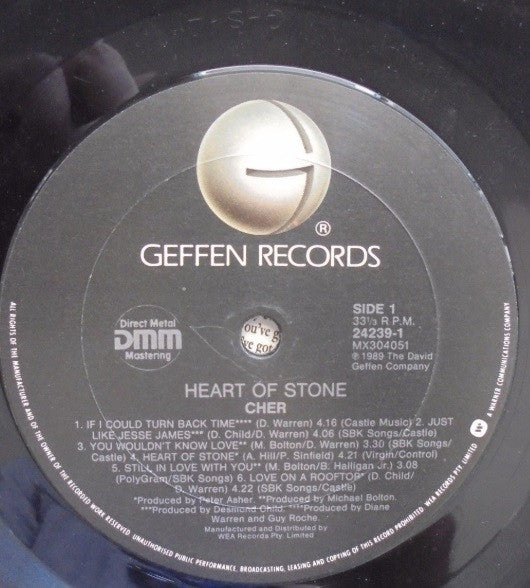 G
®
GEFFEN RECORDS
Direct Metal
DMM
Mastering
SIDE 1
33⅓ R.P.M.
24239-1
MX304051
℗ 1989 The David
Geffen Company
you've g
've got
HEART OF STONE
CHER
1. IF I COULD TURN BACK TIME**** (D. Warren) 4.16 (Castle Music) 2. JUST
LIKE JESSE JAMES*** (D. Child/D. Warren) 4.06 (SBK Songs/Castle)
3. YOU WOULDN'T KNOW LOVE** (M. Bolton/D. Warren) 3.30 (SBK Songs/
Castle) 4. HEART OF STONE* (A. Hill/P. Sinfield) 4.21 (Virgin/Control)
5. STILL IN LOVE WITH YOU** (M. Bolton/B. Halligan Jr.) 3.08
(PolyGram/SBK Songs) 6. LOVE ON A ROOFTOP* (D. Child/
D. Warren) 4.22 (SBK Songs/Castle)
*Produced by Peter Asher. **Produced by Michael Bolton.
***Produced by Desmond Child. ****Produced by Diane
Warren and Guy Roche.
Manufactured and Distributed by
WEA Records Pty. Limited
ALL RIGHTS OF THE MANUFACTURER AND OF THE OWNER OF THE RECORDED WORK RESERVED. UNAUTHORISED PUBLIC PERFORMANCE, BROADCASTING, LEASING AND COPYING OF THIS RECORD PROHIBITED. WEA RECORDS PTY. LIMITED
A WARNER COMMUNICATIONS COMPANY